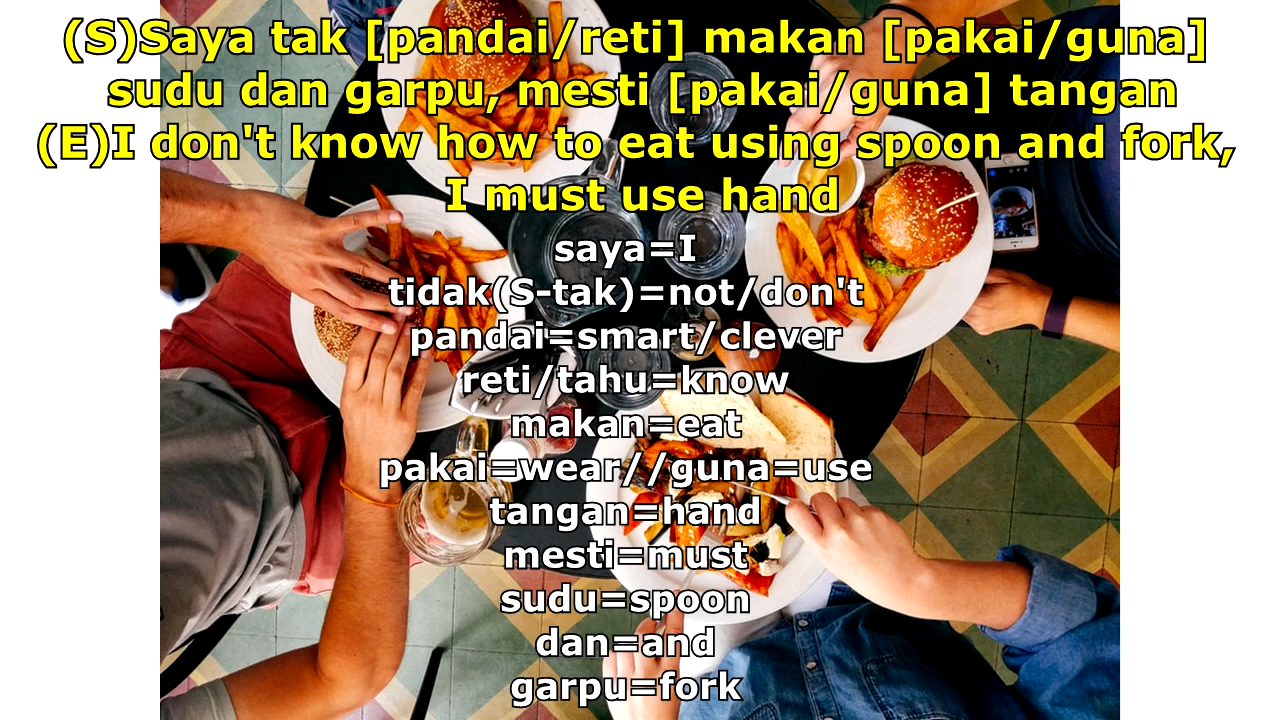 (S)Saya tak [pandai/reti] makan [pakai/guna]
sudu dan garpu, mesti [pakai/guna] tangan
(E)I don't know how to eat using spoon and fork,
I must use hand
saya=I
tidak(S-tak)=not/don't
pandai=smart/clever
reti/tahu=know
makan=eat
pakai=wear//guna=use
tangan=hand
mesti=must
sudu=spoon
dan=and
garpu=fork